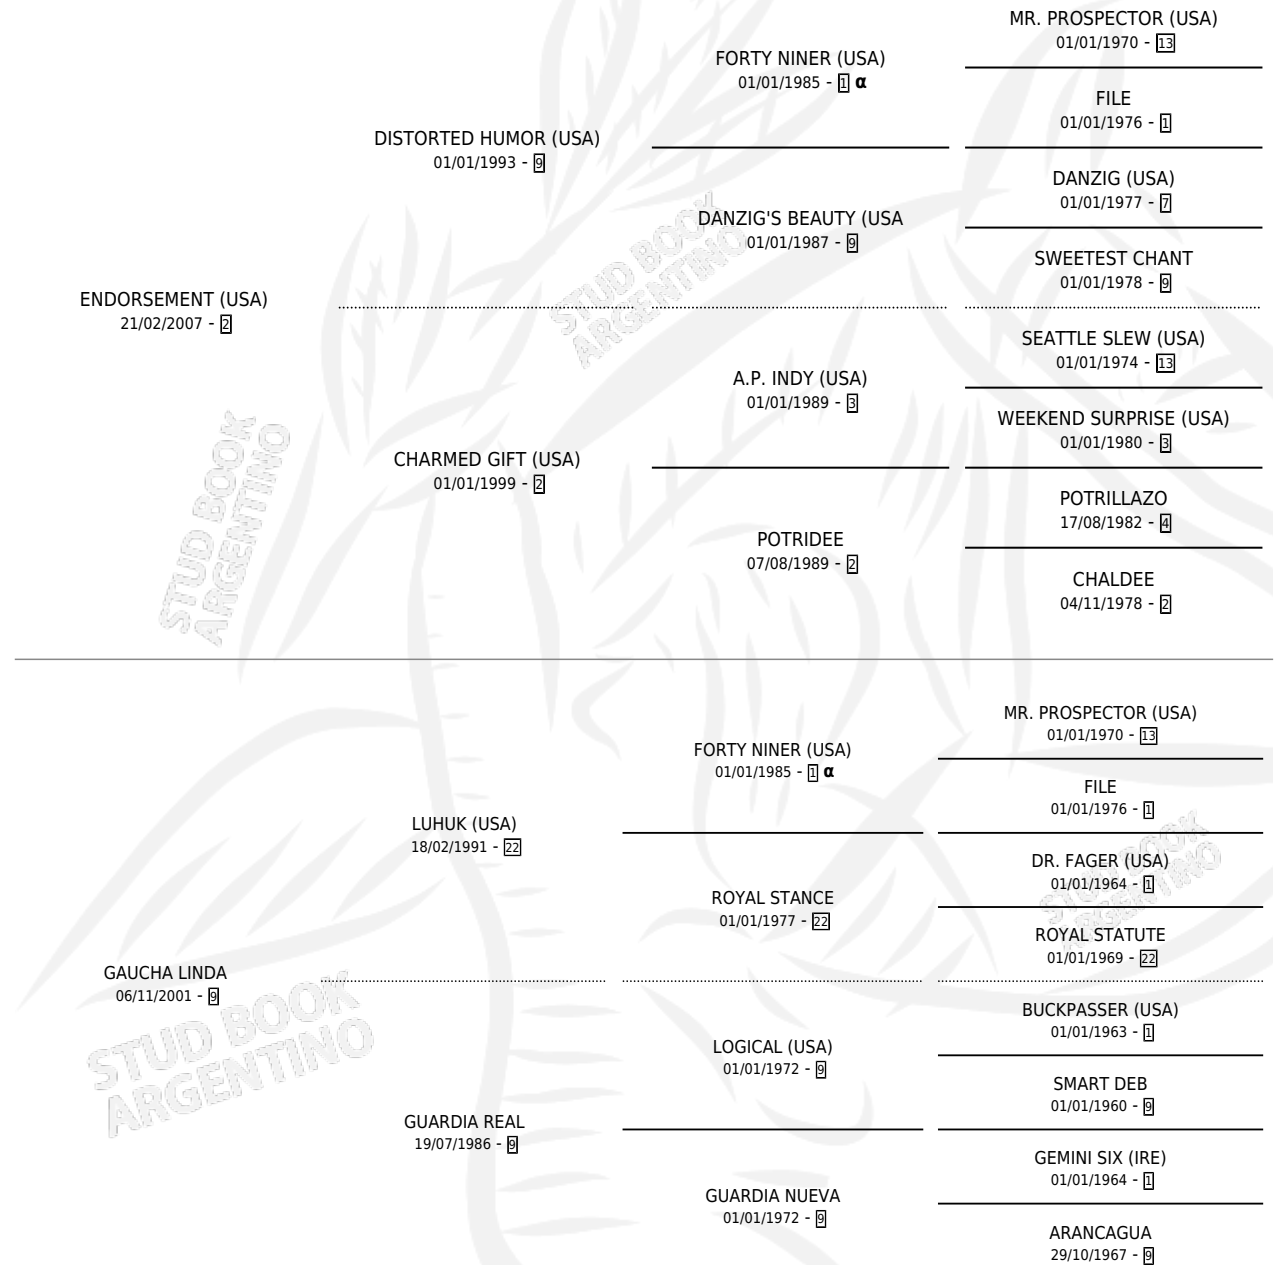 MR. PROSPECTOR (USA)
01/01/1970 - 13
FORTY NINER (USA)
01/01/1985 - 1 α
FILE
01/01/1976 - 1
DISTORTED HUMOR (USA)
01/01/1993 - 9
DANZIG (USA)
01/01/1977 - 7
DANZIG'S BEAUTY (USA
01/01/1987 - 9
SWEETEST CHANT
01/01/1978 - 9
STUD BOOK
ARGENTINO
ENDORSEMENT (USA)
21/02/2007 - 2
SEATTLE SLEW (USA)
01/01/1974 - 13
A.P. INDY (USA)
01/01/1989 - 3
WEEKEND SURPRISE (USA)
01/01/1980 - 3
CHARMED GIFT (USA)
01/01/1999 - 2
POTRILLAZO
17/08/1982 - 4
POTRIDEE
07/08/1989 - 2
CHALDEE
04/11/1978 - 2
STUD BOOK
ARGENTINO
MR. PROSPECTOR (USA)
01/01/1970 - 13
FORTY NINER (USA)
01/01/1985 - 1 α
FILE
01/01/1976 - 1
LUHUK (USA)
18/02/1991 - 22
DR. FAGER (USA)
01/01/1964 - 1
ROYAL STANCE
01/01/1977 - 22
ROYAL STATUTE
01/01/1969 - 22
STUD BOOK
ARGENTINO
GAUCHA LINDA
06/11/2001 - 9
BUCKPASSER (USA)
01/01/1963 - 1
LOGICAL (USA)
01/01/1972 - 9
SMART DEB
01/01/1960 - 9
GUARDIA REAL
19/07/1986 - 9
GEMINI SIX (IRE)
01/01/1964 - 1
GUARDIA NUEVA
01/01/1972 - 9
ARANCAGUA
29/10/1967 - 9
STUD BOOK
ARGENTINO